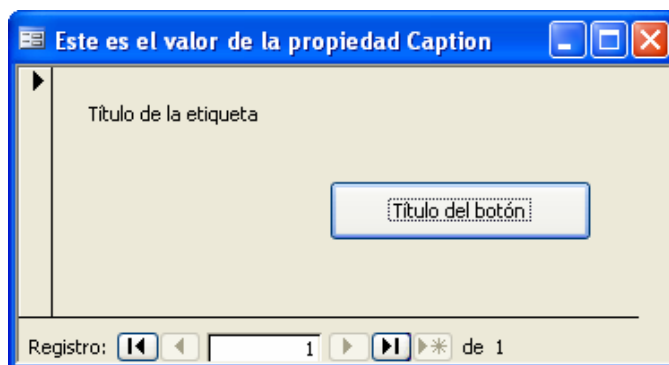 Este es el valor de la propiedad Caption
Título de la etiqueta
Título del botón
Registro: 1 de 1